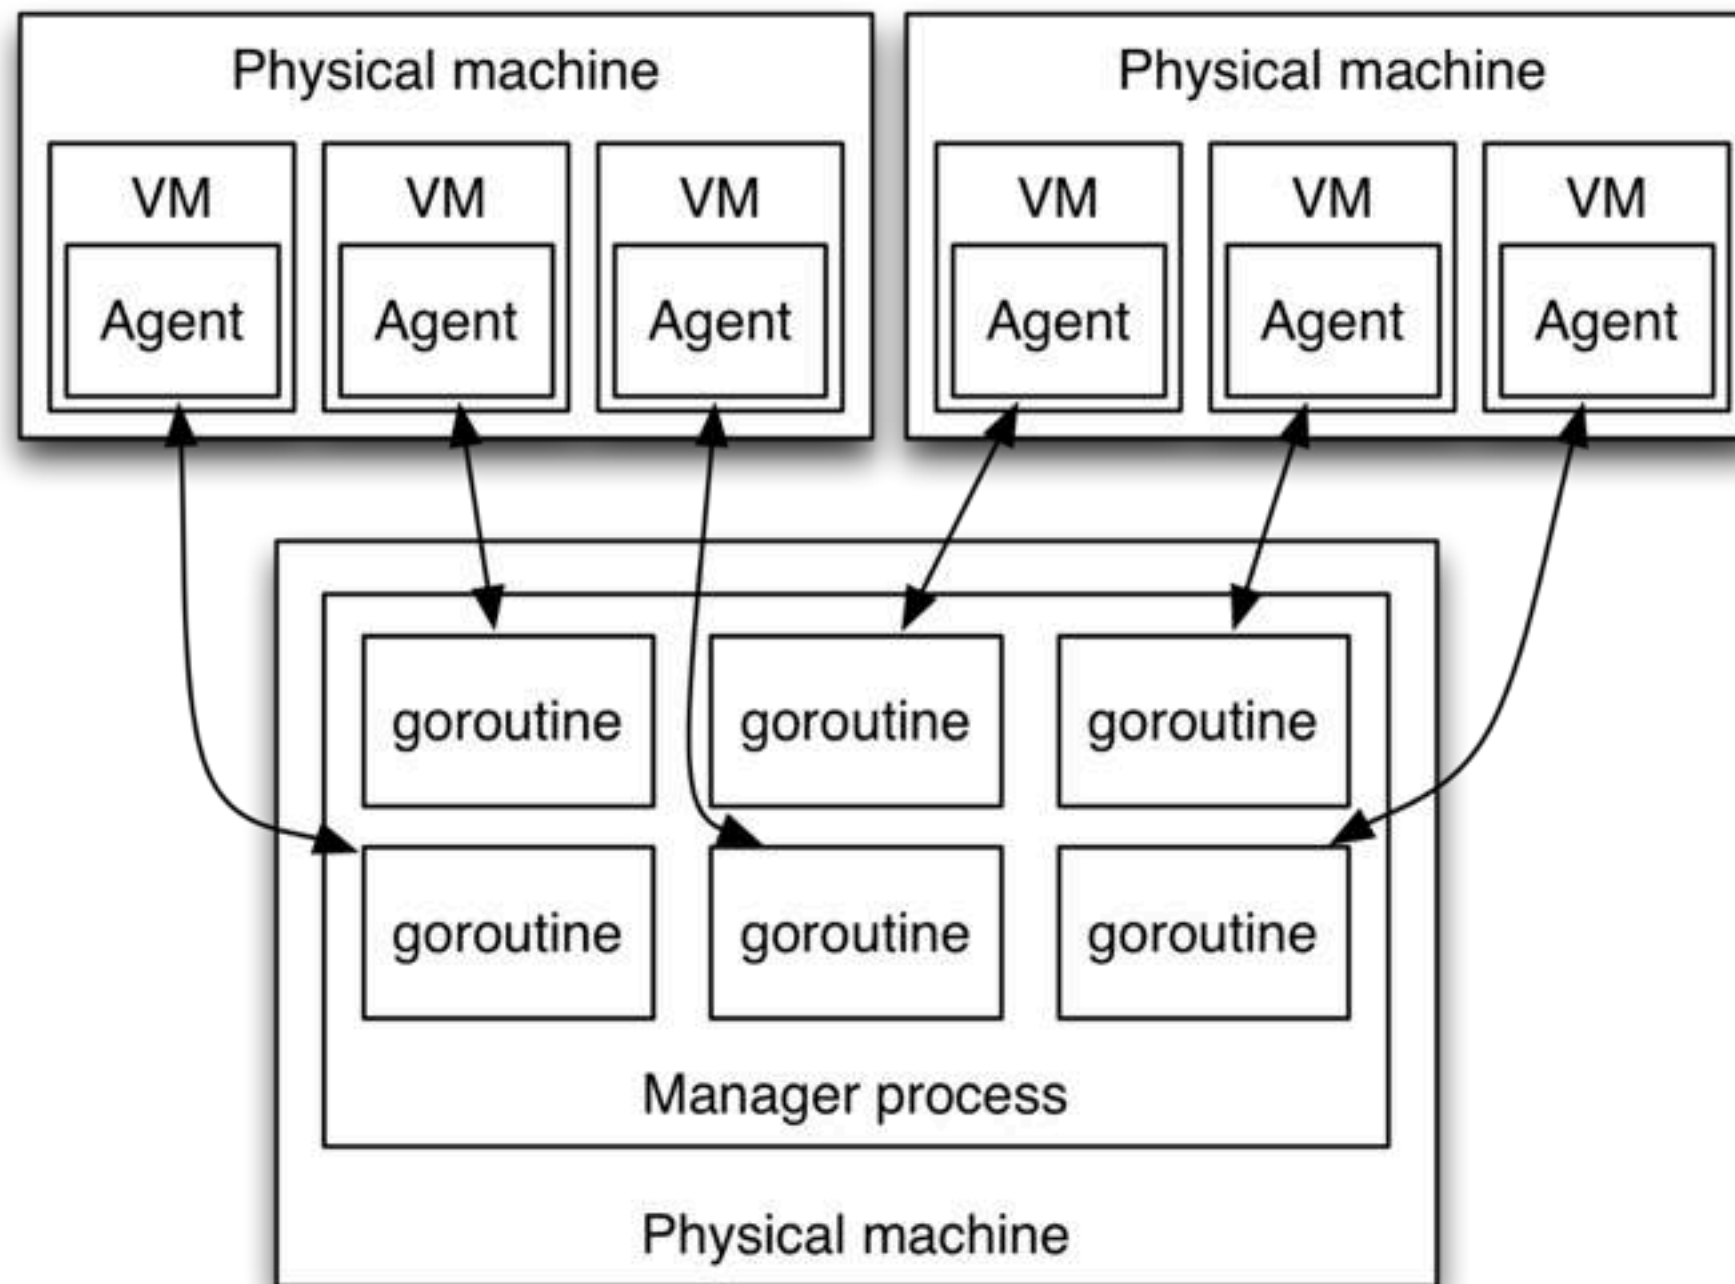 Physical machine
Physical machine
VM
VM
VM
VM
VM
VM
Agent
Agent
Agent
Agent
Agent
Agent
goroutine
goroutine
goroutine
goroutine
goroutine
goroutine
Manager process
Physical machine